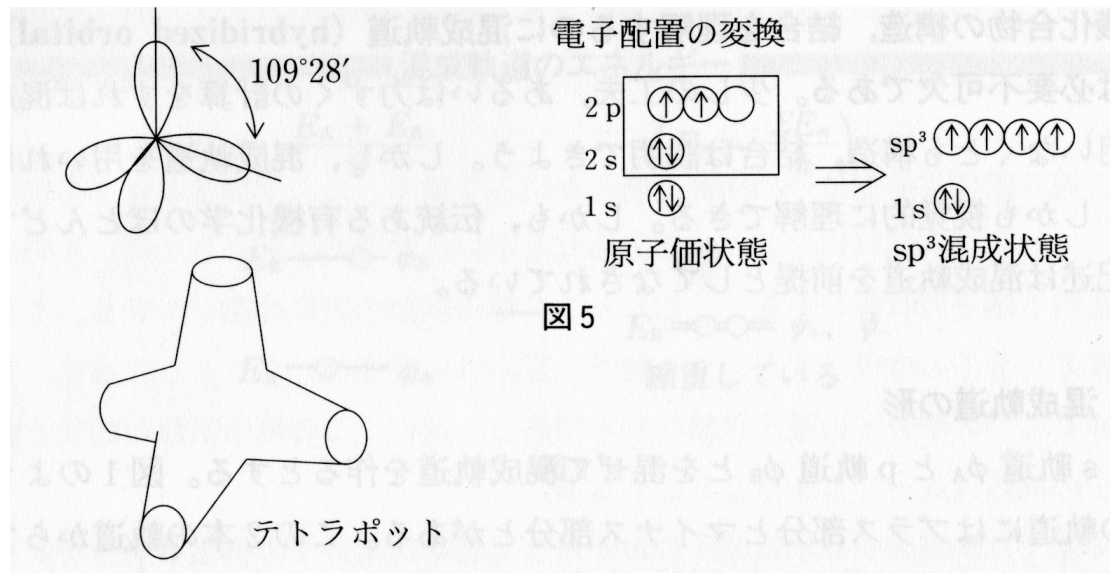 109°28′
電子配置の変換
2p
2s
1s
原子価状態
sp³
1s
sp³混成状態
図5
テトラポット